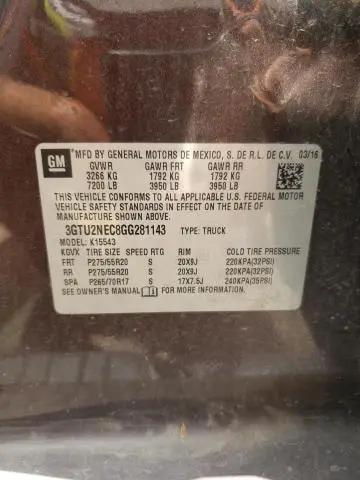 GM
MFD BY GENERAL MOTORS DE MEXICO, S. DE R.L. DE C.V. 03/16
GVWR GAWR FRT GAWR RR
3266 KG 1792 KG 1792 KG
7200 LB 3950 LB 3950 LB
THIS VEHICLE CONFORMS TO ALL APPLICABLE U.S. FEDERAL MOTOR
VEHICLE SAFETY STANDARDS IN EFFECT ON THE DATE OF
MANUFACTURE SHOWN ABOVE.
3GTU2NEC8GG281143 TYPE: TRUCK
MODEL: K15543
KGVX TIRE SIZE SPEED RTG RIM COLD TIRE PRESSURE
FRT P275/55R20 S 20X9J 220KPA(32PSI)
RR P275/55R20 S 20X9J 220KPA(32PSI)
SPA P265/70R17 S 17X7.5J 240KPA(35PSI)
SEE OWNER'S MANUAL FOR MORE INFORMATION.